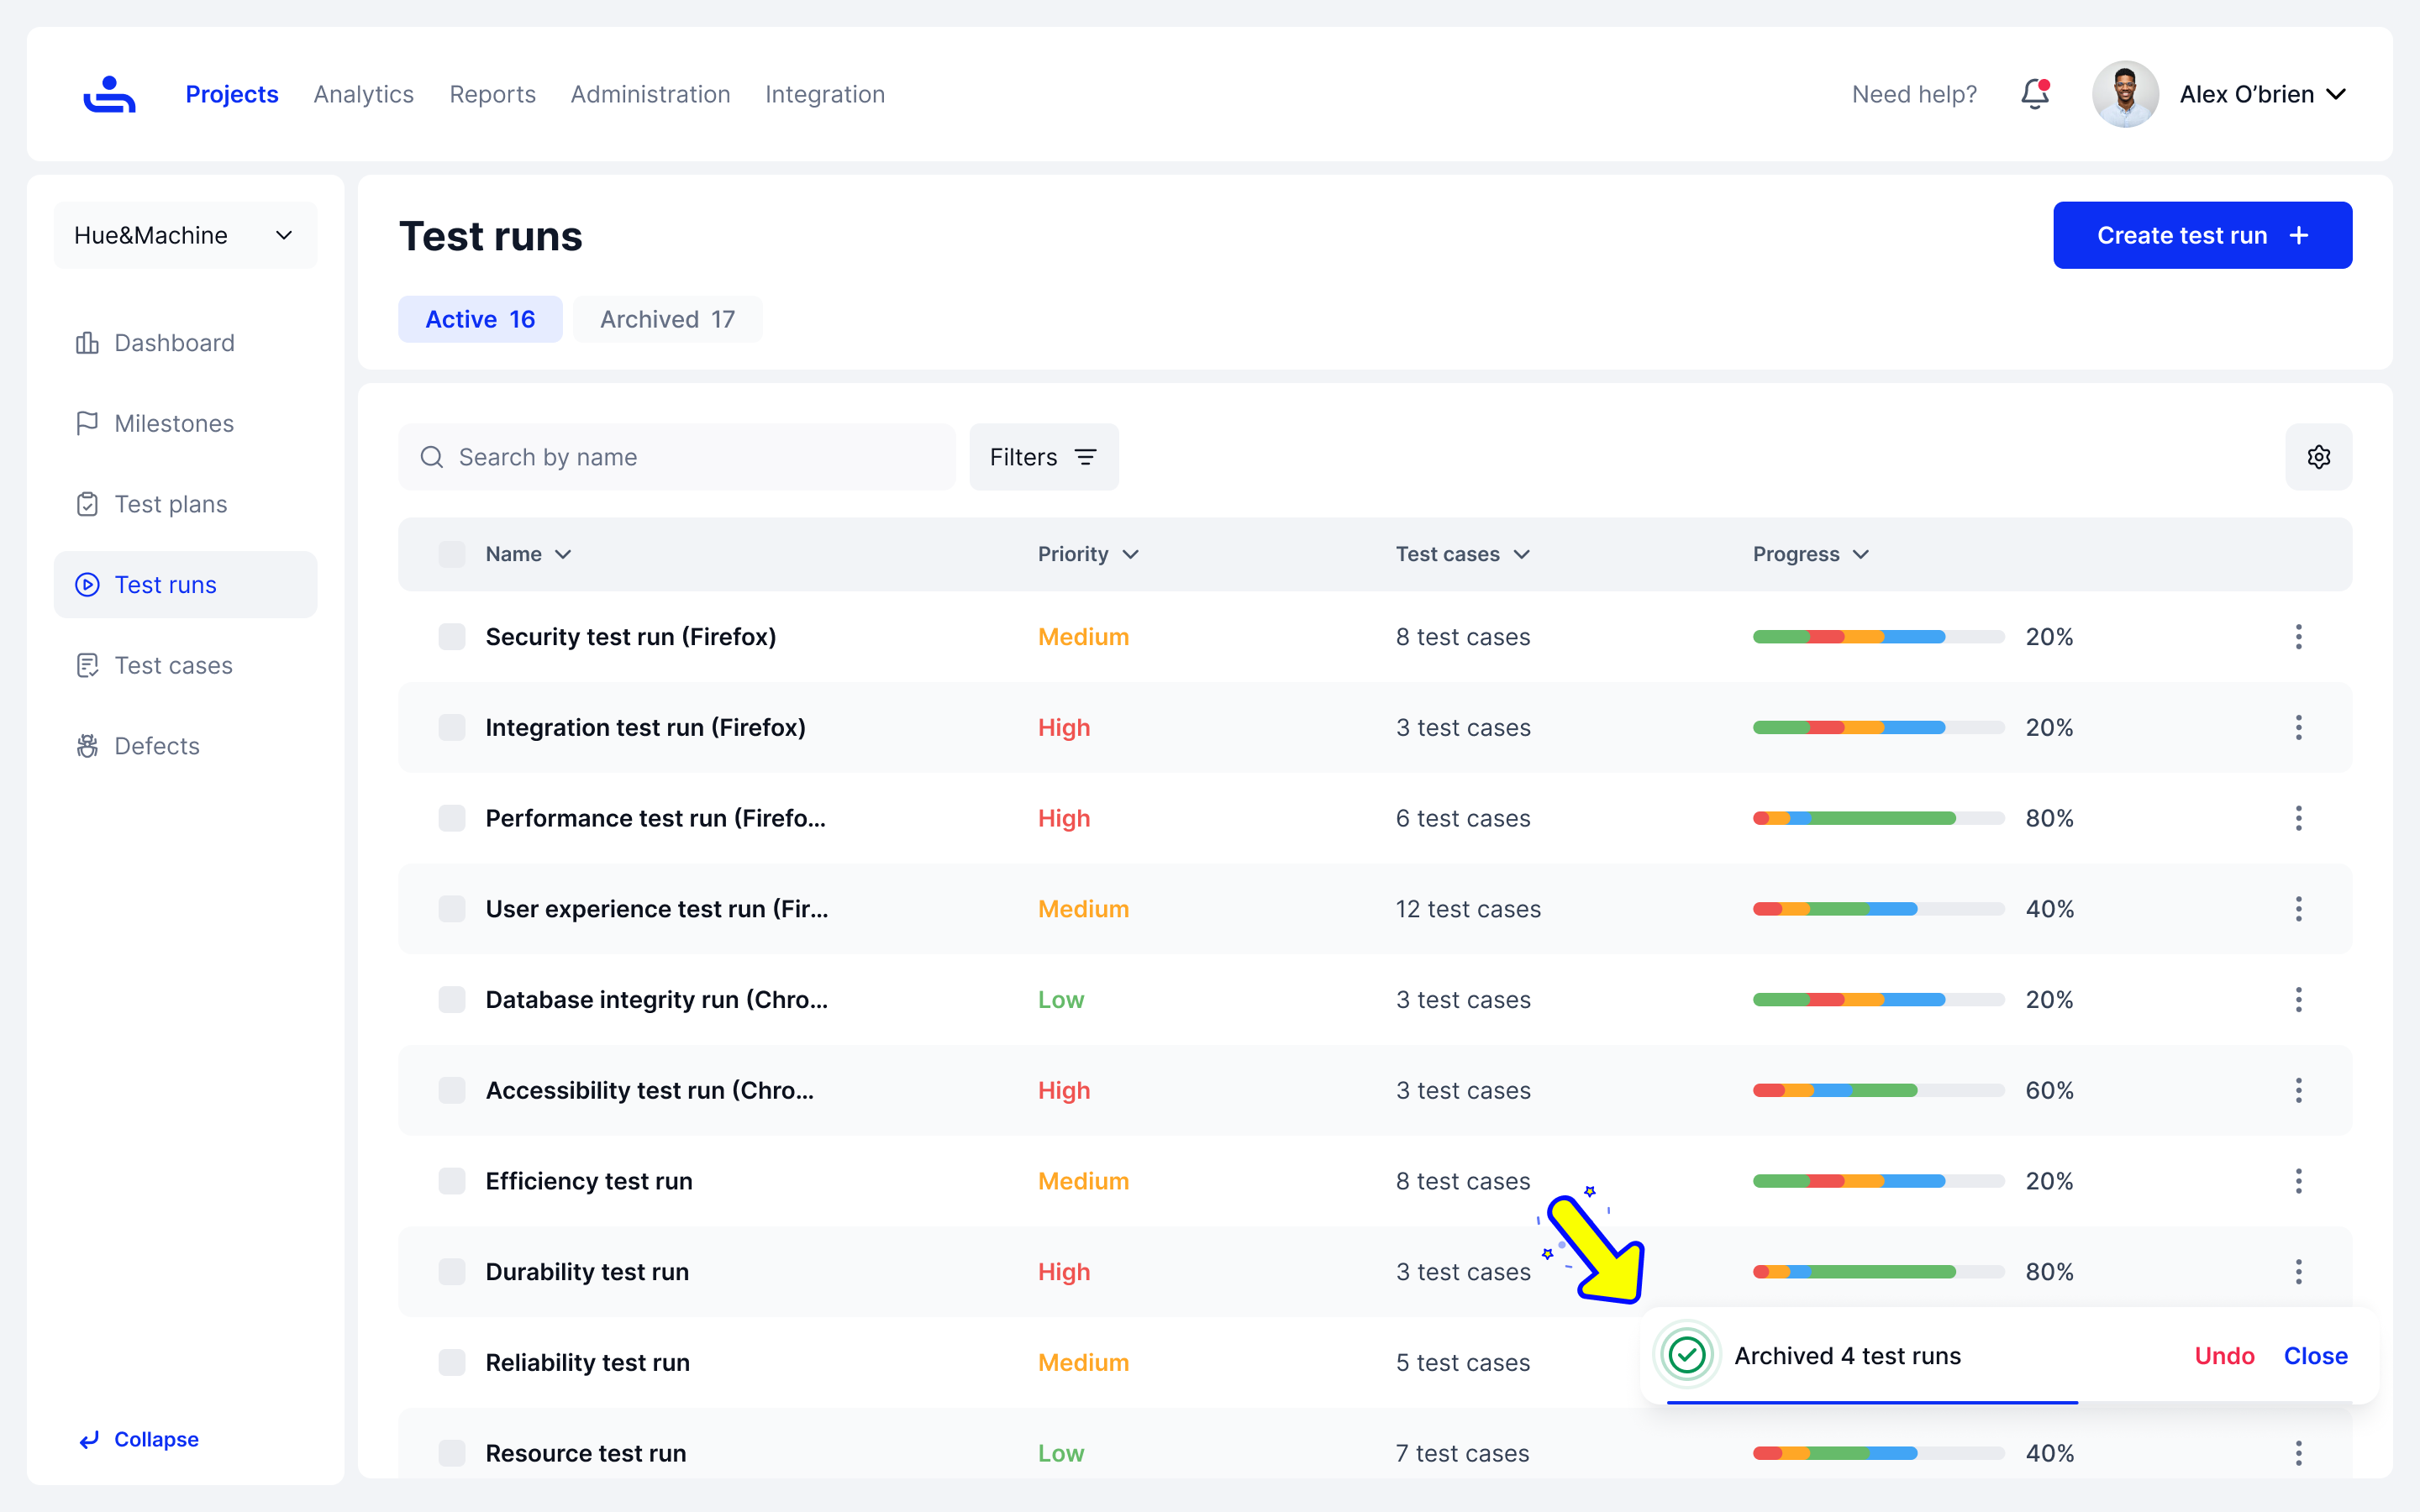 Projects
Analytics
Reports
Administration
Integration
Need help?
Alex O’brien
Hue&Machine
Dashboard
Milestones
Test plans
Test runs
Test cases
Defects
Collapse
Test runs
Create test run
Active 16
Archived 17
Search by name
Filters
Name Priority Test cases Progress
Security test run (Firefox) Medium 8 test cases 20%
Integration test run (Firefox) High 3 test cases 20%
Performance test run (Firefo... High 6 test cases 80%
User experience test run (Fir... Medium 12 test cases 40%
Database integrity run (Chro... Low 3 test cases 20%
Accessibility test run (Chro... High 3 test cases 60%
Efficiency test run Medium 8 test cases 20%
Durability test run High 3 test cases 80%
Reliability test run Medium 5 test cases
Archived 4 test runs Undo Close
Resource test run Low 7 test cases 40%